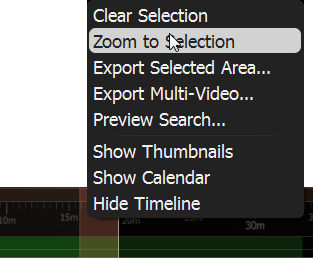 Clear Selection
Zoom to Selection
Export Selected Area...
Export Multi-Video...
Preview Search...
Show Thumbnails
Show Calendar
Hide Timeline
10m 15m 20m 30m